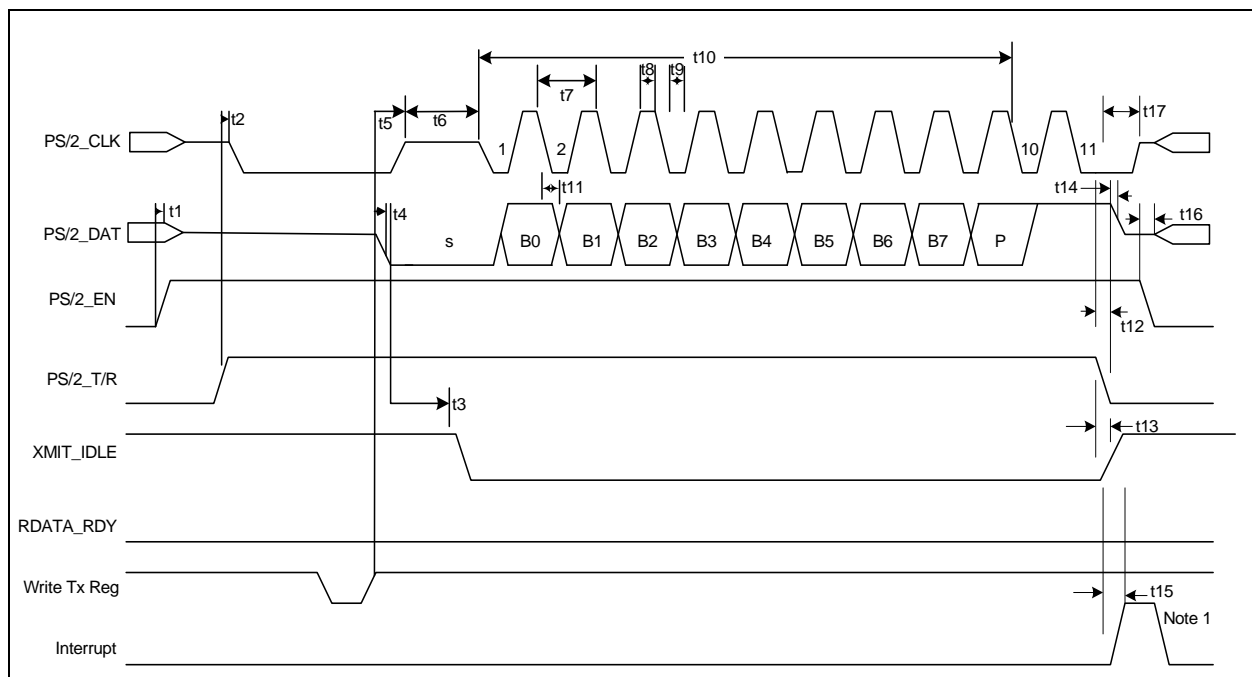 t10
t8
t9
t7
t2
t5
t6
t17
PS/2_CLK
1
2
10
11
t11
t14
t1
t4
t16
PS/2_DAT
s
B0
B1
B2
B3
B4
B5
B6
B7
P
PS/2_EN
t12
PS/2_T/R
t3
t13
XMIT_IDLE
RDATA_RDY
Write Tx Reg
t15
Note 1
Interrupt